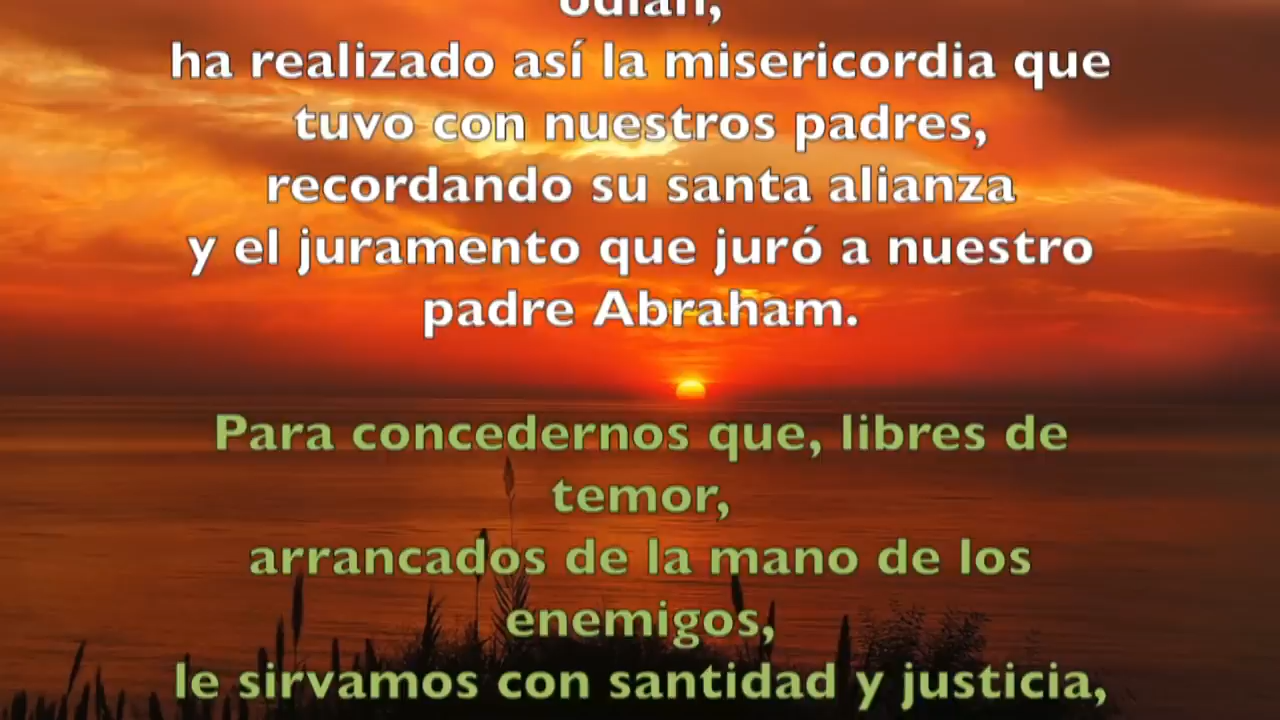 odian,
ha realizado así la misericordia que
tuvo con nuestros padres,
recordando su santa alianza
y el juramento que juró a nuestro
padre Abraham.
Para concedernos que, libres de
temor,
arrancados de la mano de los
enemigos,
le sirvamos con santidad y justicia,